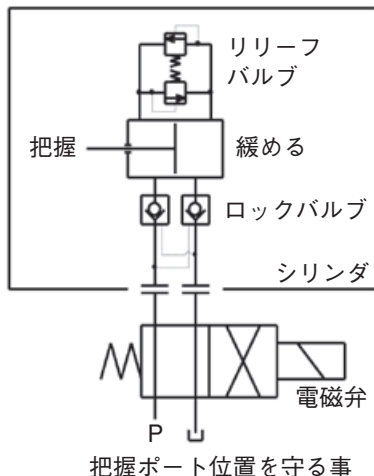 リリーフ
バルブ
把握
緩める
ロックバルブ
シリンダ
電磁弁
P
把握ポート位置を守る事